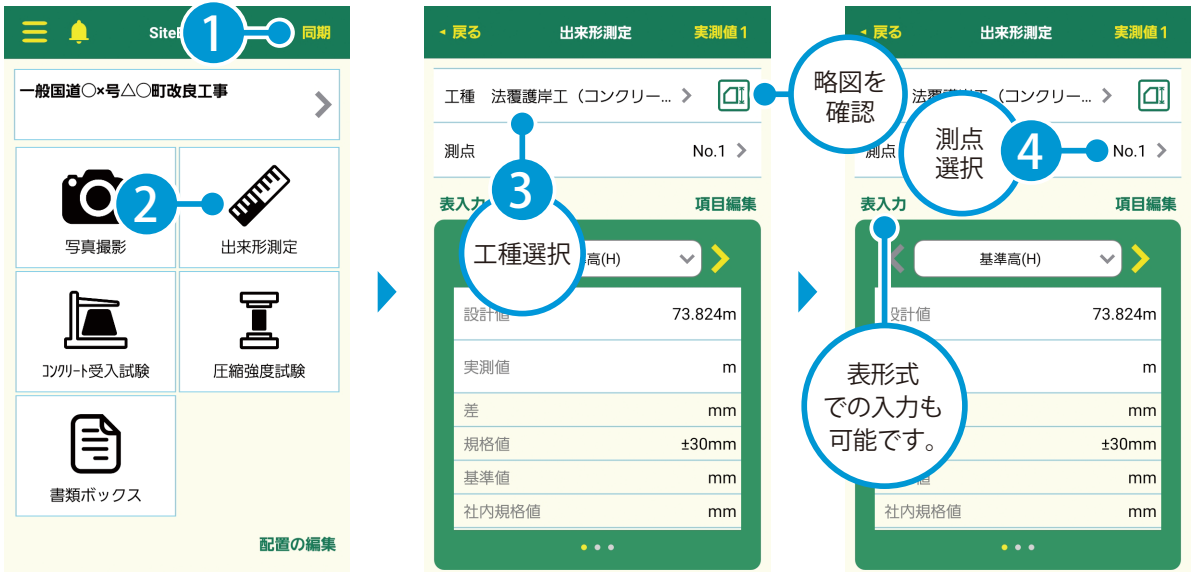 Site
1
同期
一般国道○×号△○町改良工事
2
写真撮影
出来形測定
コンクリート受入試験
圧縮強度試験
書類ボックス
配置の編集
戻る
出来形測定
実測値1
工種
法覆護岸工（コンクリー...
略図を
確認
測点
No.1
3
表入力
項目編集
工種選択
高(H)
設計値
73.824m
実測値
m
差
mm
規格値
±30mm
基準値
mm
社内規格値
mm
戻る
出来形測定
実測値1
法覆護岸工（コンクリー...
測点
測点
選択
4
No.1
表入力
項目編集
基準高(H)
設計値
73.824m
m
表形式
での入力も
可能です。
mm
±30mm
値
mm
社内規格値
mm